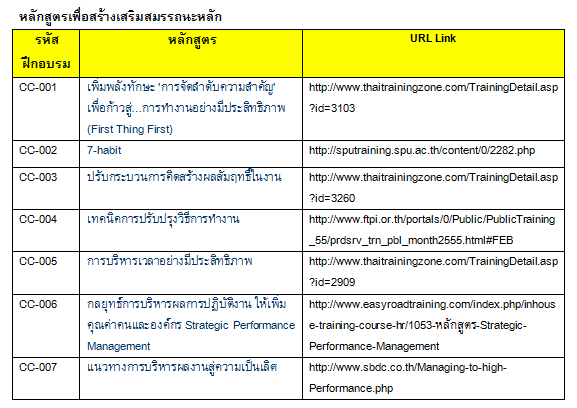 หลักสูตรเพื่อสร้างเสริมสมรรถนะหลัก
รหัส
ฝึกอบรม
หลักสูตร
URL Link
CC-001
เพิ่มพลังทักษะ 'การจัดลำดับความสำคัญ'
เพื่อก้าวสู่...การทำงานอย่างมีประสิทธิภาพ
(First Thing First)
http://www.thaitrainingzone.com/TrainingDetail.asp
?id=3103
CC-002
7-habit
http://sputraining.spu.ac.th/content/0/2282.php
CC-003
ปรับกระบวนการคิดสร้างผลสัมฤทธิ์ในงาน
http://www.thaitrainingzone.com/TrainingDetail.asp
?id=3260
CC-004
เทคนิคการปรับปรุงวิธีการทำงาน
http://www.ftpi.or.th/portals/0/Public/PublicTraining
_55/prdsrv_trn_pbl_month2555.html#FEB
CC-005
การบริหารเวลาอย่างมีประสิทธิภาพ
http://www.thaitrainingzone.com/TrainingDetail.asp
?id=2909
CC-006
กลยุทธ์การบริหารผลการปฏิบัติงาน ให้เพิ่ม
คุณค่าคนและองค์กร Strategic Performance
Management
http://www.easyroadtraining.com/index.php/inhous
e-training-course-hr/1053-หลักสูตร-Strategic-
Performance-Management
CC-007
แนวทางการบริหารผลงานสู่ความเป็นเลิศ
http://www.sbdc.co.th/Managing-to-high-
Performance.php